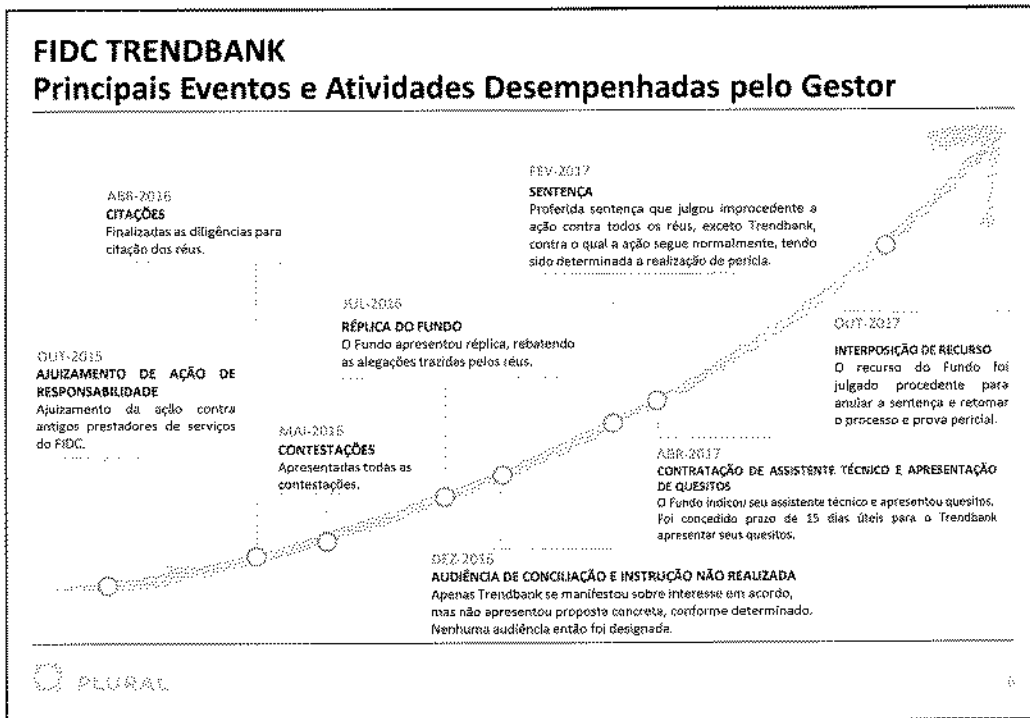 FIDC TRENDBANK
Principais Eventos e Atividades Desempenhadas pelo Gestor
OUT-2015
AJUIZAMENTO DE AÇÃO DE
RESPONSABILIDADE
Ajuizamento da ação contra
antigos prestadores de serviços
do FIDC.
ABR-2016
CITAÇÕES
Finalizadas as diligências para
citação dos réus.
MAI-2016
CONTESTAÇÕES
Apresentadas todas as
contestações.
JUL-2016
RÉPLICA DO FUNDO
O Fundo apresentou réplica, rebatendo
as alegações trazidas pelos réus.
DEZ-2016
AUDIÊNCIA DE CONCILIAÇÃO E INSTRUÇÃO NÃO REALIZADA
Apenas Trendbank se manifestou sobre interesse em acordo,
mas não apresentou proposta concreta, conforme determinado.
Nenhuma audiência então foi designada.
FEV-2017
SENTENÇA
Proferida sentença que julgou improcedente a
ação contra todos os réus, exceto Trendbank,
contra o qual a ação segue normalmente, tendo
sido determinada a realização de perícia.
ABR-2017
CONTRATAÇÃO DE ASSISTENTE TÉCNICO E APRESENTAÇÃO
DE QUESITOS
O Fundo indicou seu assistente técnico e apresentou quesitos.
Foi concedido prazo de 15 dias úteis para o Trendbank
apresentar seus quesitos.
OUT-2017
INTERPOSIÇÃO DE RECURSO
O recurso do Fundo foi
julgado procedente para
anular a sentença e retomar
o processo e prova pericial.
PLURAL
6